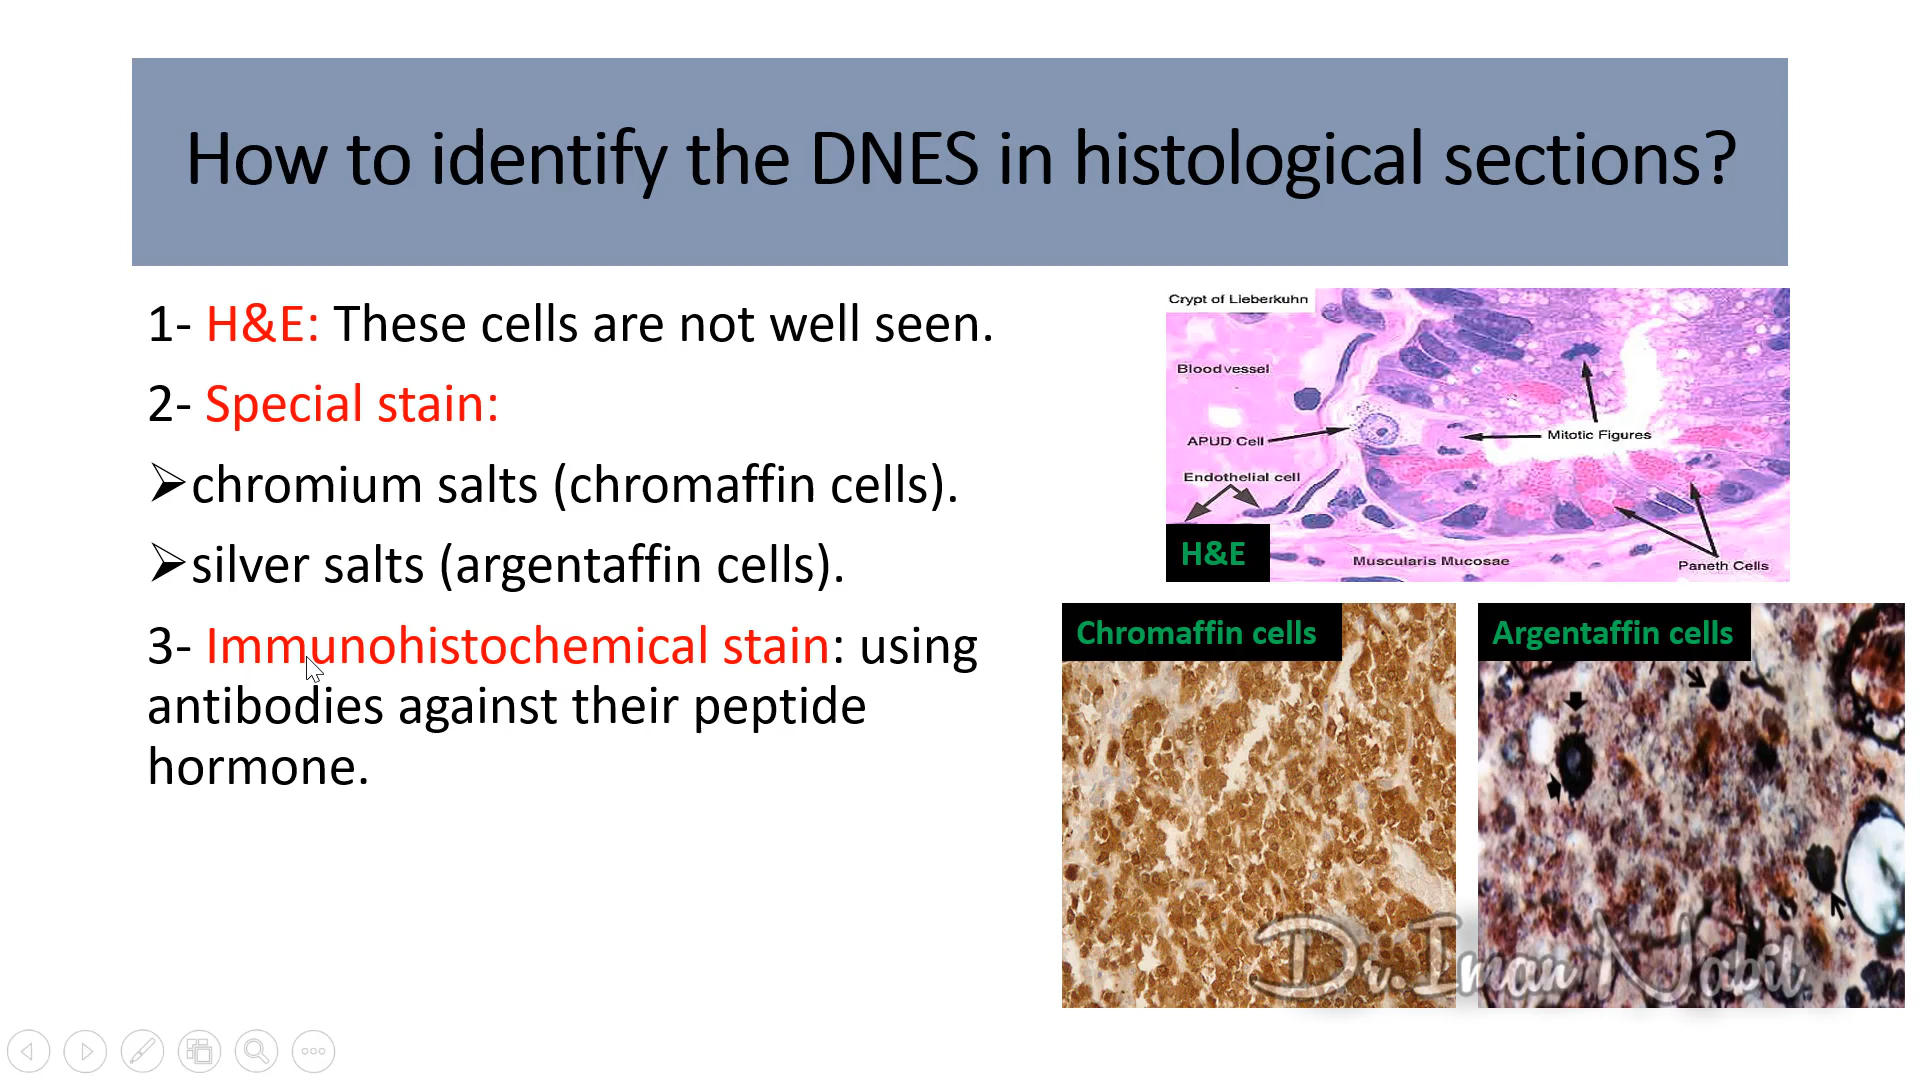 How to identify the DNES in histological sections?
1- H&E: These cells are not well seen.
2- Special stain:
➢chromium salts (chromaffin cells).
➢silver salts (argentaffin cells).
3- Immunohistochemical stain: using
antibodies against their peptide
hormone.
Crypt of Lieberkuhn
Blood vessel
APUD Cell
Mitotic Figures
Endothelial cell
H&E
Muscularis Mucosae
Paneth Cells
Chromaffin cells
Argentaffin cells
Dr.Iman Nabil